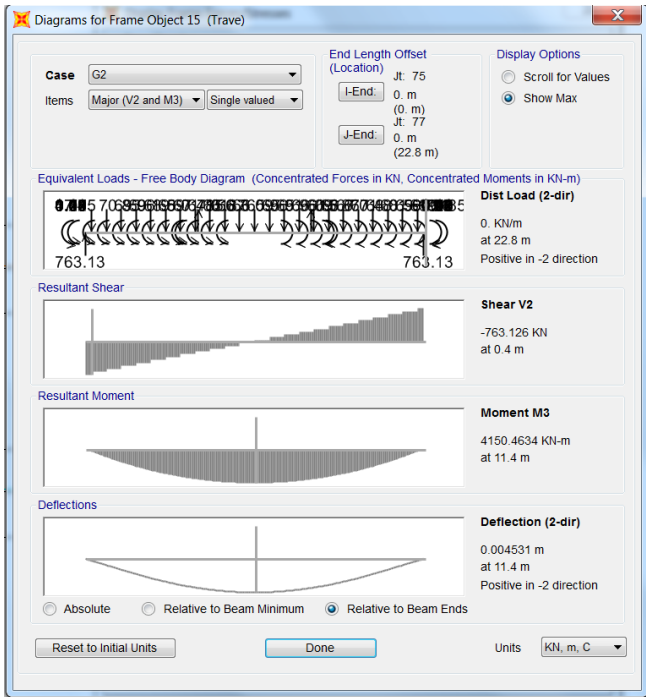 Diagrams for Frame Object 15 (Trave)
Case
G2
Items
Major (V2 and M3)
Single valued
End Length Offset
(Location)
I-End:
Jt: 75
0. m
(0. m)
J-End:
Jt: 77
0. m
(22.8 m)
Display Options
Scroll for Values
Show Max
Equivalent Loads - Free Body Diagram (Concentrated Forces in KN, Concentrated Moments in KN-m)
763.13
763.13
Dist Load (2-dir)
0. KN/m
at 22.8 m
Positive in -2 direction
Resultant Shear
Shear V2
-763.126 KN
at 0.4 m
Resultant Moment
Moment M3
4150.4634 KN-m
at 11.4 m
Deflections
Deflection (2-dir)
0.004531 m
at 11.4 m
Positive in -2 direction
Absolute
Relative to Beam Minimum
Relative to Beam Ends
Reset to Initial Units
Done
Units
KN, m, C